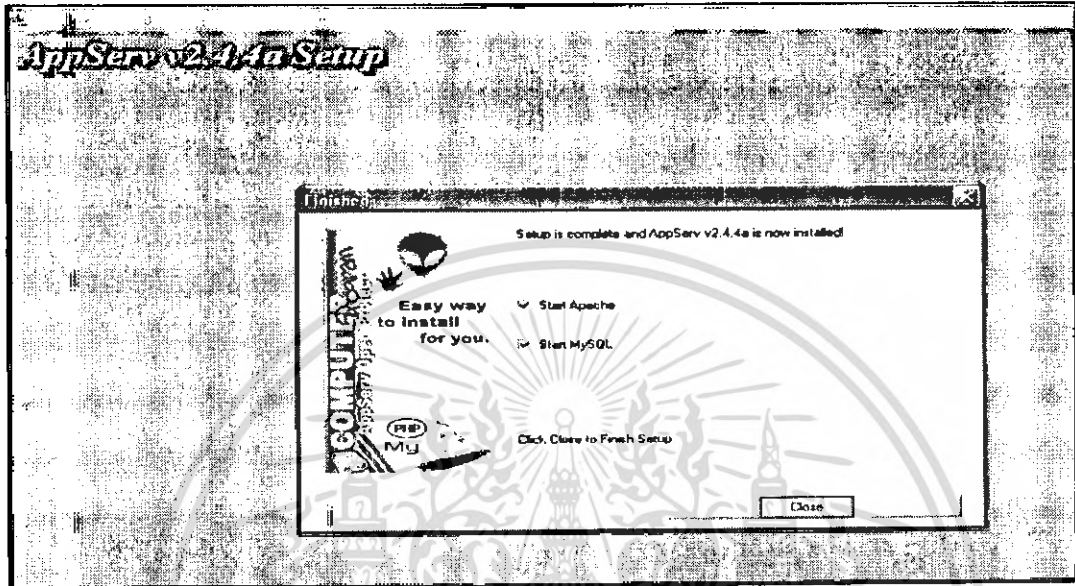 AppServ v2.4.4a Setup
Finished
Setup is complete and AppServ v2.4.4a is now installed!
Easy way
to install
for you.
Start Apache
Start MySQL
COMPUTE
PHP
My
Click Close to Finish Setup
Close